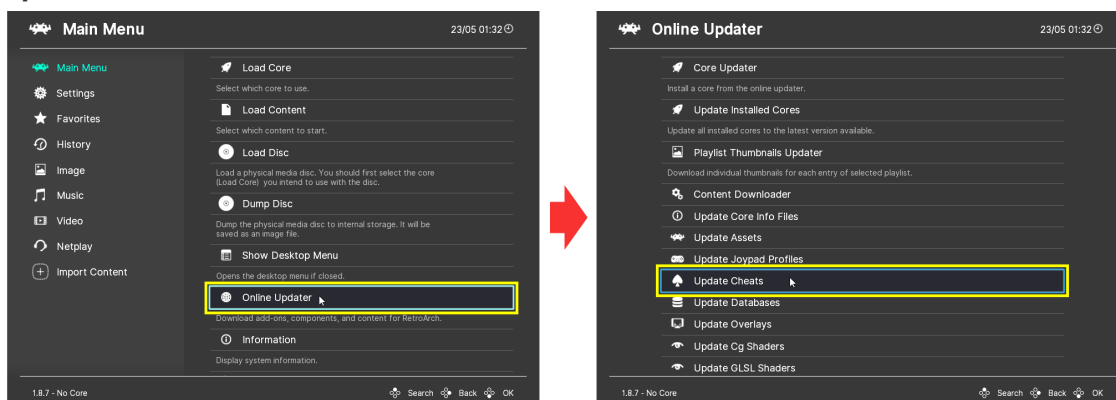 Main Menu
23/05 01:32
Main Menu
Settings
Favorites
History
Image
Music
Video
Netplay
Import Content
Load Core
Select which core to use.
Load Content
Select which content to start.
Load Disc
Load a physical media disc. You should first select the core
(Load Core) you intend to use with the disc.
Dump Disc
Dump the physical media disc to internal storage. It will be
saved as an image file.
Show Desktop Menu
Opens the desktop menu if closed.
Online Updater
Download add-ons, components, and content for RetroArch.
Information
Display system information.
1.8.7 - No Core
Search Back OK
Online Updater
23/05 01:32
Core Updater
Install a core from the online updater.
Update Installed Cores
Update all installed cores to the latest version available.
Playlist Thumbnails Updater
Download individual thumbnails for each entry of selected playlist.
Content Downloader
Update Core Info Files
Update Assets
Update Joypad Profiles
Update Cheats
Update Databases
Update Overlays
Update Cg Shaders
Update GLSL Shaders
1.8.7 - No Core
Search Back OK